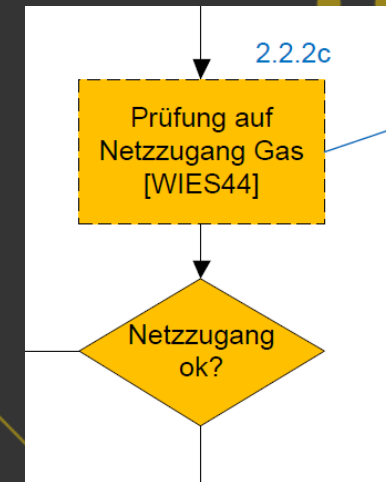 2.2.2c
Prüfung auf
Netzzugang Gas
[WIES44]
Netzzugang
ok?